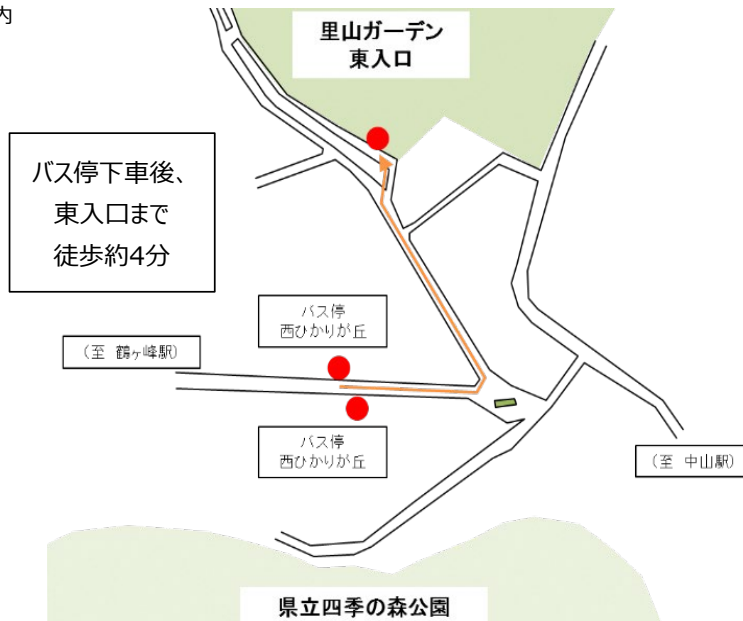 内
里山ガーデン
東入口
バス停下車後、
東入口まで
徒歩約4分
バス停
西ひかりが丘
（至 鶴ヶ峰駅）
バス停
西ひかりが丘
（至 中山駅）
県立四季の森公園